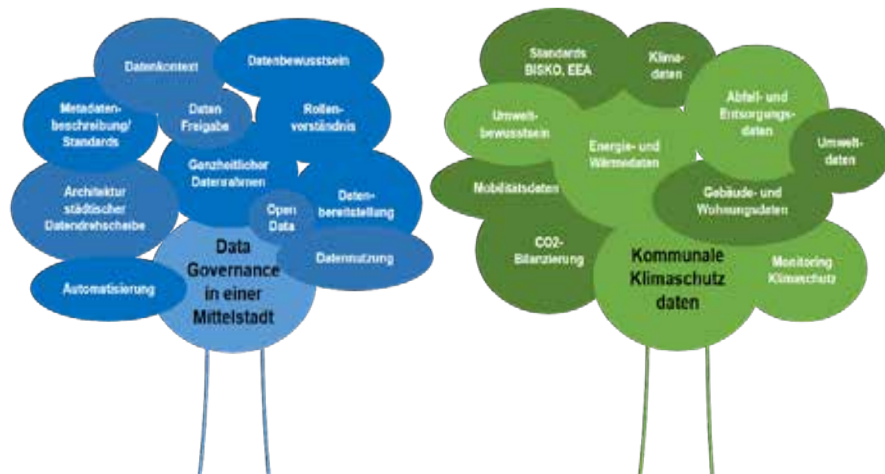 Datenkontext
Datenbewusstsein
Metadaten-
beschreibung/
Standards
Daten
Freigabe
Rollen-
verständnis
Ganzheitlicher
Datenrahmen
Architektur
städtischer
Datendrehscheibe
Open
Data
Daten-
bereitstellung
Data
Governance
in einer
Mittelstadt
Datennutzung
Automatisierung
Standards
BISKO, EEA
Klima-
daten
Abfall- und
Entsorgungs-
daten
Umwelt-
bewusstsein
Energie- und
Wärmedaten
Umwelt-
daten
Mobilitätsdaten
Gebäude- und
Wohnungsdaten
CO2-
Bilanzierung
Kommunale
Klimaschutz
daten
Monitoring
Klimaschutz